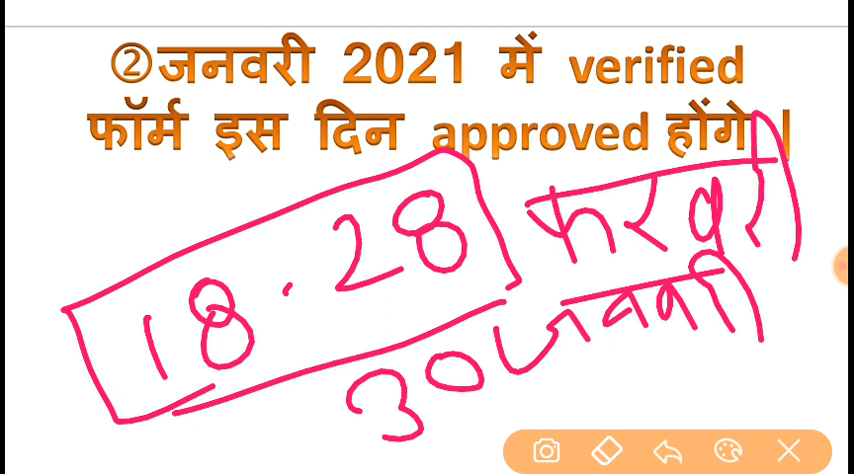 ②जनवरी 2021 में verified
फॉर्म इस दिन approved होंगे |
18 - 28 फरवरी
30 जनवरी